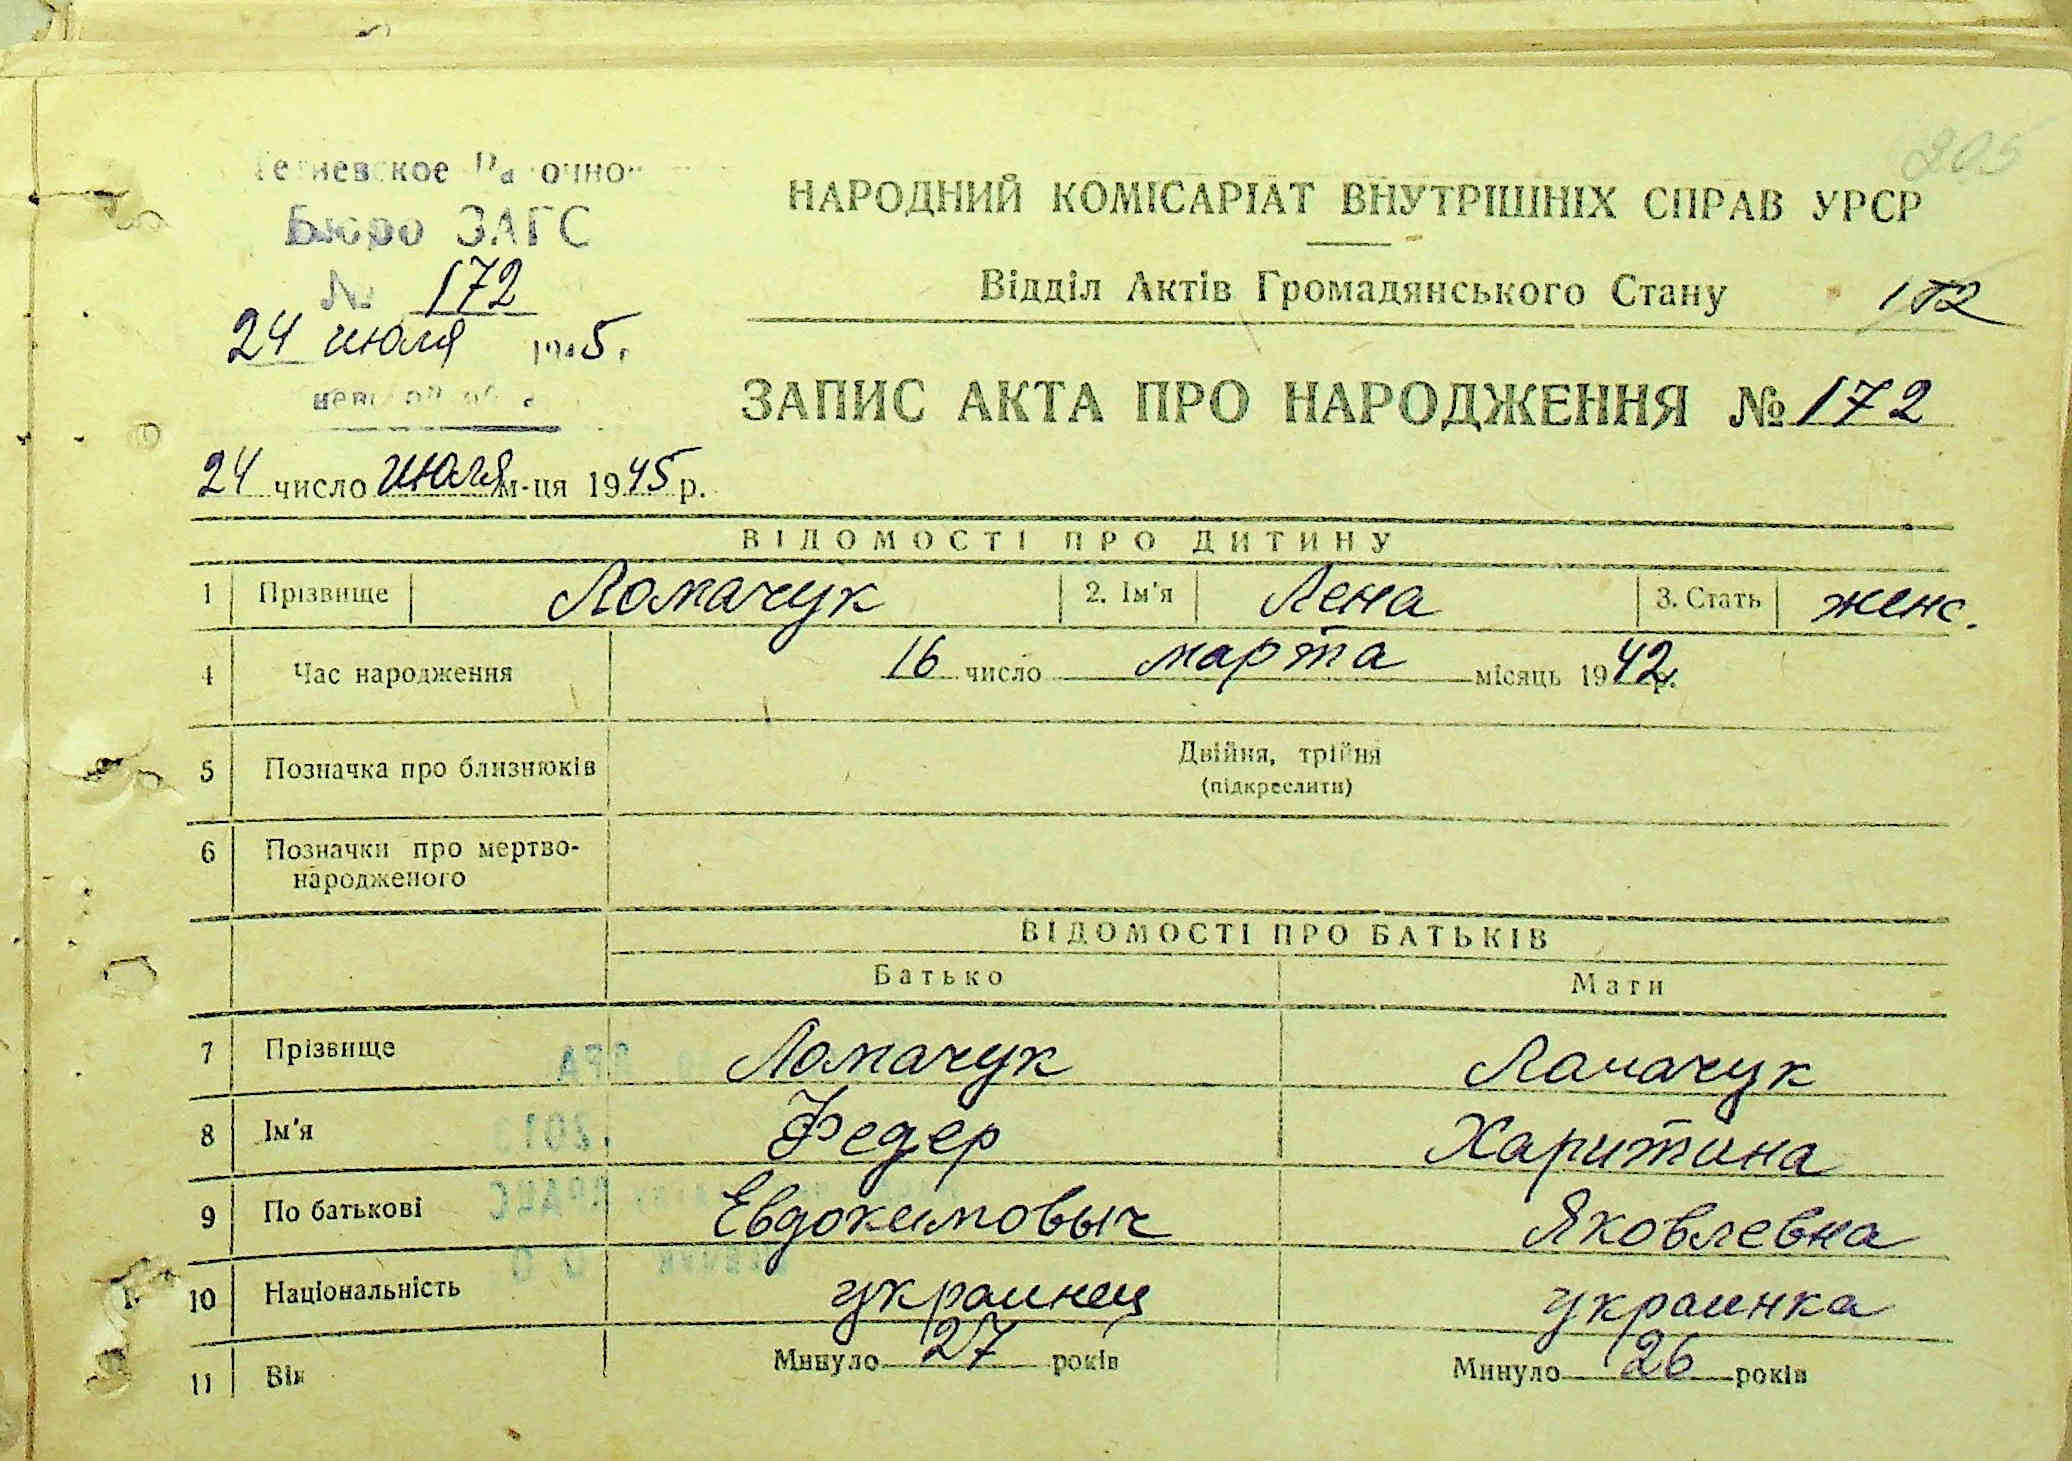 205
Бюро ЗАГС
№ 172
24 июля 1945 г.
НАРОДНИЙ КОМІСАРІАТ ВНУТРІШНІХ СПРАВ УРСР
Відділ Актів Громадянського Стану
ЗАПИС АКТА ПРО НАРОДЖЕННЯ № 172
24 число июля м-ця 1945 р.
ВІДОМОСТІ ПРО ДИТИНУ
1 Прізвище Ломачук 2. Ім'я Лена 3. Стать женс.
4 Час народження 16 число марта місяць 1942 р.
5 Позначка про близнюків Двійня, трійня
(підкреслити)
6 Позначки про мертво-
народженого
ВІДОМОСТІ ПРО БАТЬКІВ
Батько Мати
7 Прізвище Ломачук Ломачук
8 Ім'я Федер Харитина
9 По батькові Евдокимовыч Яковлевна
10 Національність украинец украинка
11 Вік Минуло 27 років Минуло 26 років